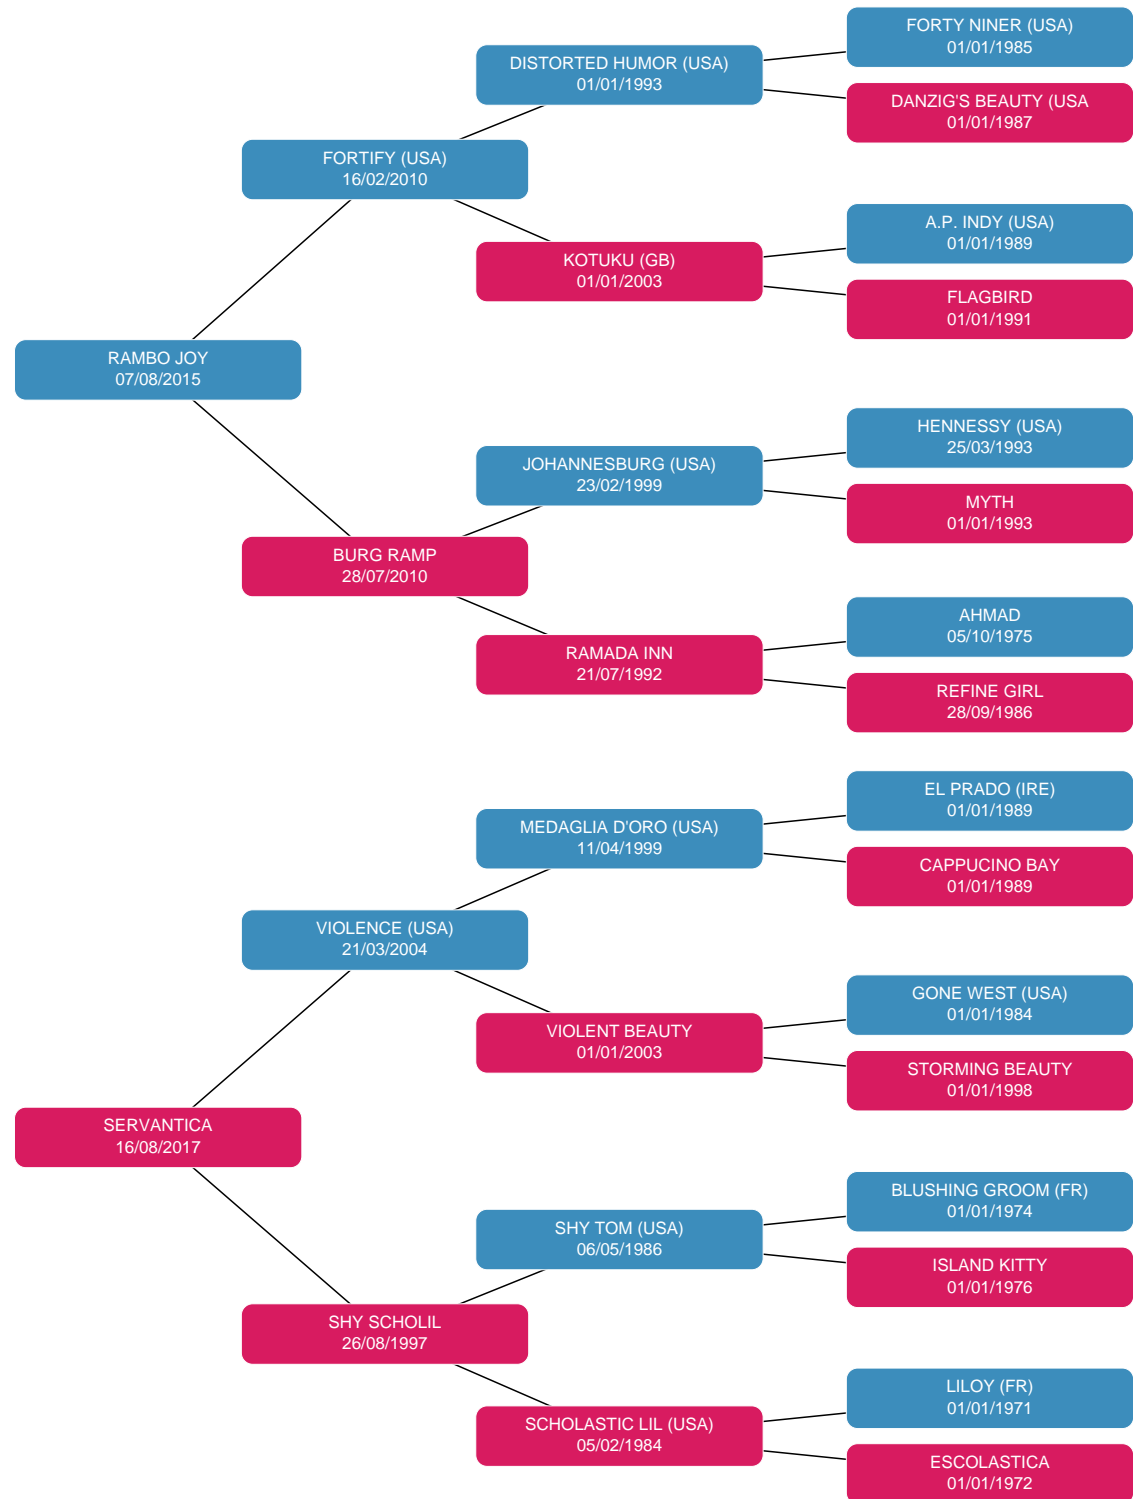 FORTY NINER (USA)
01/01/1985
DISTORTED HUMOR (USA)
01/01/1993
DANZIG'S BEAUTY (USA
01/01/1987
FORTIFY (USA)
16/02/2010
A.P. INDY (USA)
01/01/1989
KOTUKU (GB)
01/01/2003
FLAGBIRD
01/01/1991
RAMBO JOY
07/08/2015
HENNESSY (USA)
25/03/1993
JOHANNESBURG (USA)
23/02/1999
MYTH
01/01/1993
BURG RAMP
28/07/2010
AHMAD
05/10/1975
RAMADA INN
21/07/1992
REFINE GIRL
28/09/1986
EL PRADO (IRE)
01/01/1989
MEDAGLIA D'ORO (USA)
11/04/1999
CAPPUCINO BAY
01/01/1989
VIOLENCE (USA)
21/03/2004
GONE WEST (USA)
01/01/1984
VIOLENT BEAUTY
01/01/2003
STORMING BEAUTY
01/01/1998
SERVANTICA
16/08/2017
BLUSHING GROOM (FR)
01/01/1974
SHY TOM (USA)
06/05/1986
ISLAND KITTY
01/01/1976
SHY SCHOLIL
26/08/1997
LILOY (FR)
01/01/1971
SCHOLASTIC LIL (USA)
05/02/1984
ESCOLASTICA
01/01/1972